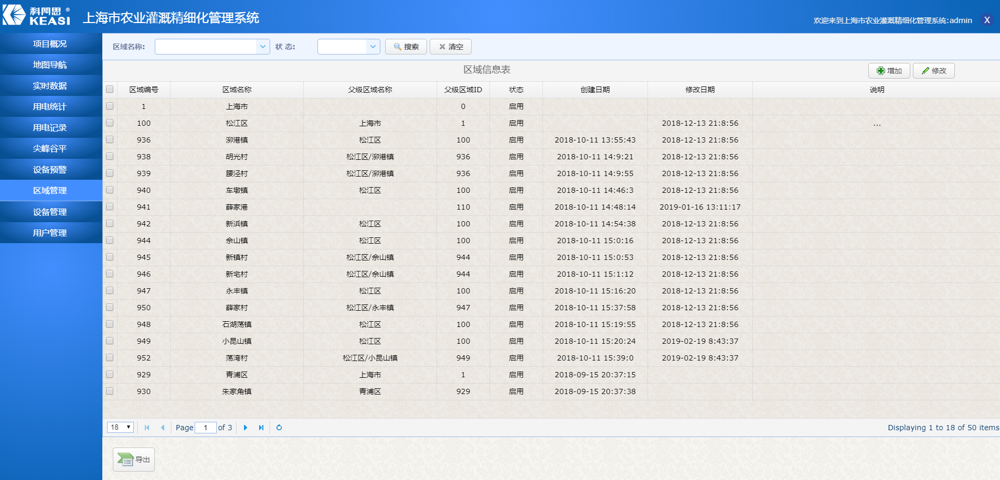 科阿思®
KEASI
上海市农业灌溉精细化管理系统
欢迎来到上海市农业灌溉精细化管理系统:admin X
项目概况
地图导航
实时数据
用电统计
用电记录
尖峰谷平
设备预警
区域管理
设备管理
用户管理
区域名称: 状 态: 搜索 清空
区域信息表
增加 修改
区域编号 区域名称 父级区域名称 父级区域ID 状态 创建日期 修改日期 说明
1 上海市 0 启用
100 松江区 上海市 1 启用 2018-12-13 21:8:56 ...
936 泖港镇 松江区 100 启用 2018-10-11 13:55:43 2018-12-13 21:8:56
938 胡光村 松江区/泖港镇 936 启用 2018-10-11 14:9:21 2018-12-13 21:8:56
939 腰泾村 松江区/泖港镇 936 启用 2018-10-11 14:9:55 2018-12-13 21:8:56
940 车墩镇 松江区 100 启用 2018-10-11 14:46:3 2018-12-13 21:8:56
941 薛家港 110 启用 2018-10-11 14:48:14 2019-01-16 13:11:17
942 新浜镇 松江区 100 启用 2018-10-11 14:54:38 2018-12-13 21:8:56
944 佘山镇 松江区 100 启用 2018-10-11 15:0:16 2018-12-13 21:8:56
945 新镇村 松江区/佘山镇 944 启用 2018-10-11 15:0:53 2018-12-13 21:8:56
946 新宅村 松江区/佘山镇 944 启用 2018-10-11 15:1:12 2018-12-13 21:8:56
947 永丰镇 松江区 100 启用 2018-10-11 15:16:20 2018-12-13 21:8:56
950 薛家村 松江区/永丰镇 947 启用 2018-10-11 15:37:58 2018-12-13 21:8:56
948 石湖荡镇 松江区 100 启用 2018-10-11 15:19:55 2018-12-13 21:8:56
949 小昆山镇 松江区 100 启用 2018-10-11 15:20:24 2019-02-19 8:43:37
952 荡湾村 松江区/小昆山镇 949 启用 2018-10-11 15:39:0 2019-02-19 8:43:37
929 青浦区 上海市 1 启用 2018-09-15 20:37:15
930 朱家角镇 青浦区 929 启用 2018-09-15 20:37:38
18 Page 1 of 3 Displaying 1 to 18 of 50 items
导出